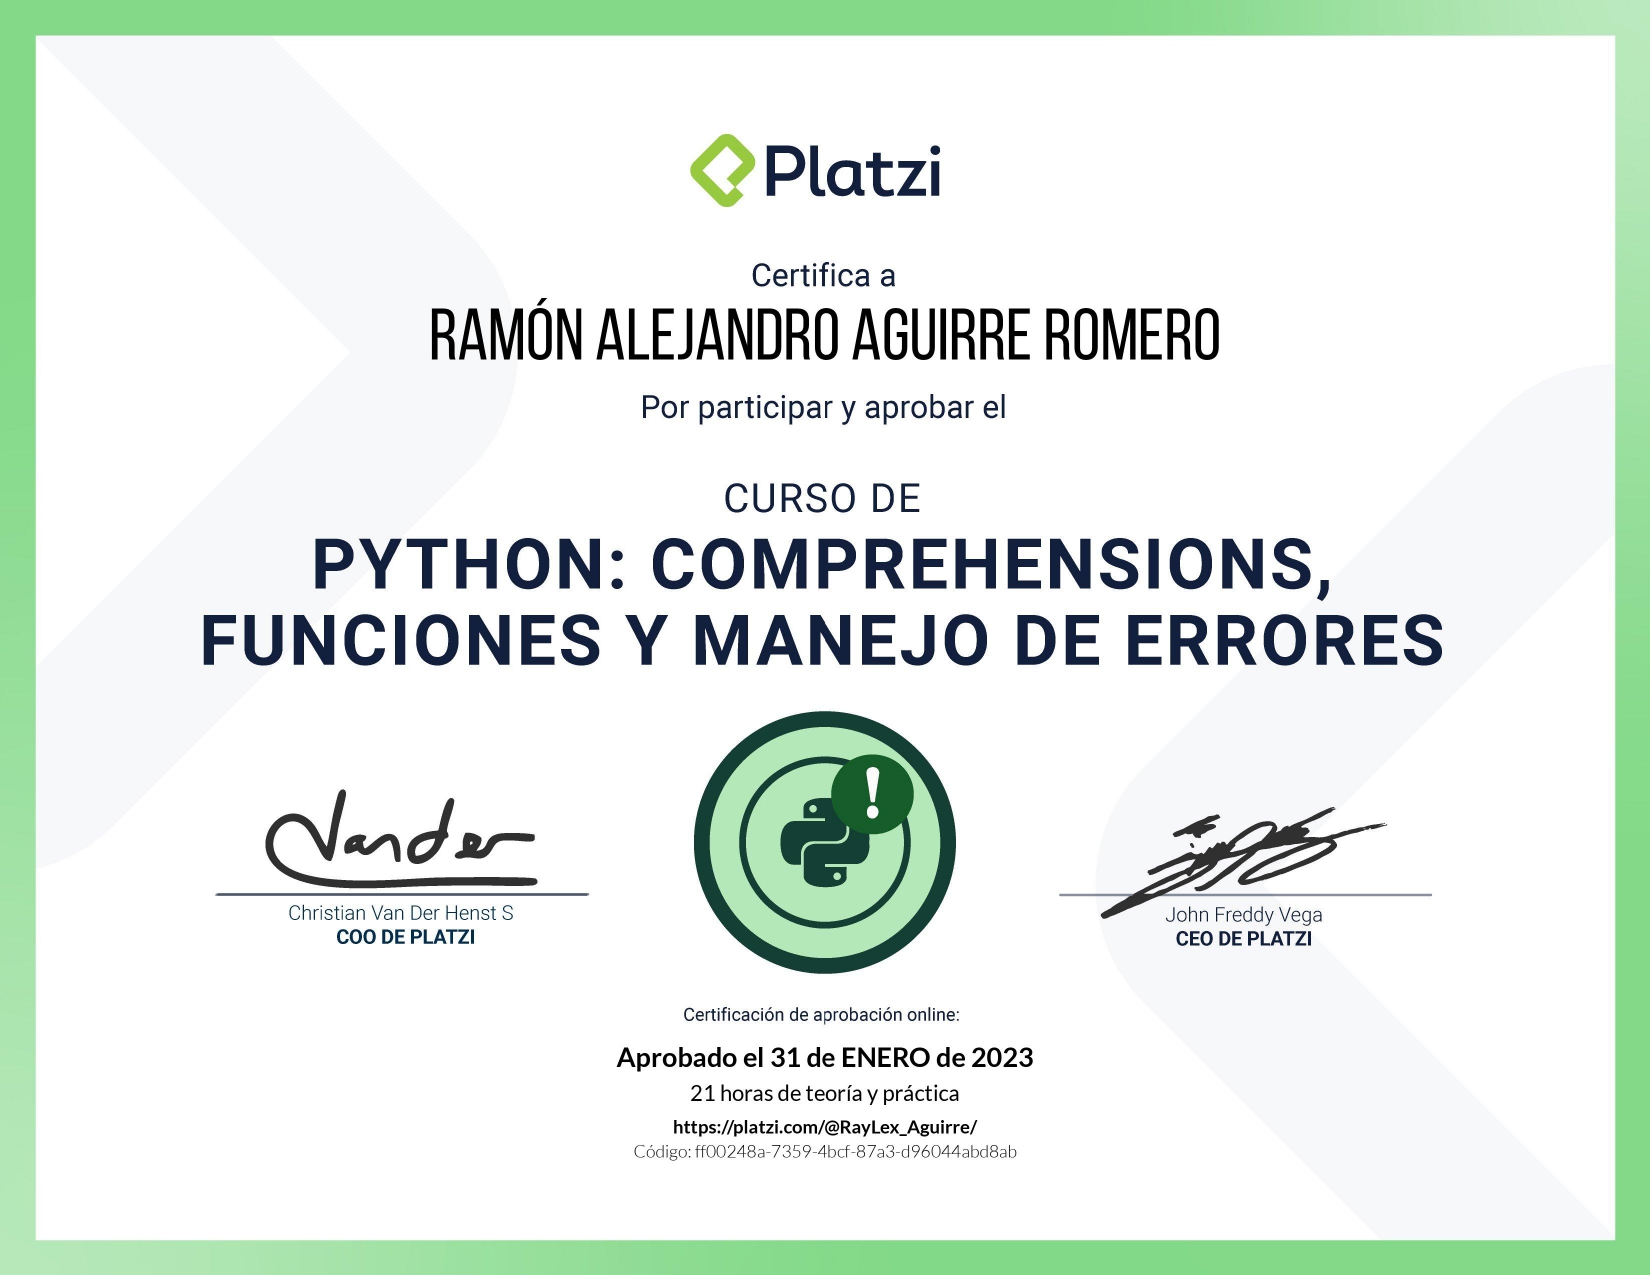 Platzi
Certifica a
RAMÓN ALEJANDRO AGUIRRE ROMERO
Por participar y aprobar el
CURSO DE
PYTHON: COMPREHENSIONS,
FUNCIONES Y MANEJO DE ERRORES
Vander
Christian Van Der Henst S
COO DE PLATZI
John Freddy Vega
CEO DE PLATZI
Certificación de aprobación online:
Aprobado el 31 de ENERO de 2023
21 horas de teoría y práctica
https://platzi.com/@RayLex_Aguirre/
Código: ff00248a-7359-4bcf-87a3-d96044abd8ab